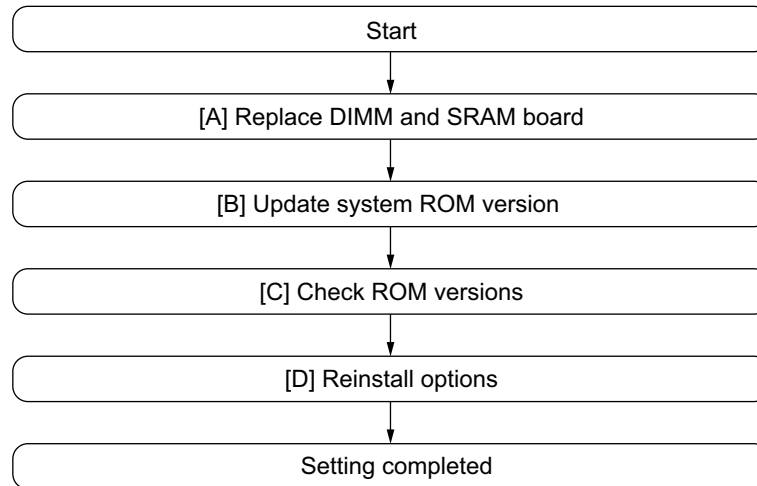 Start
[A] Replace DIMM and SRAM board
[B] Update system ROM version
[C] Check ROM versions
[D] Reinstall options
Setting completed